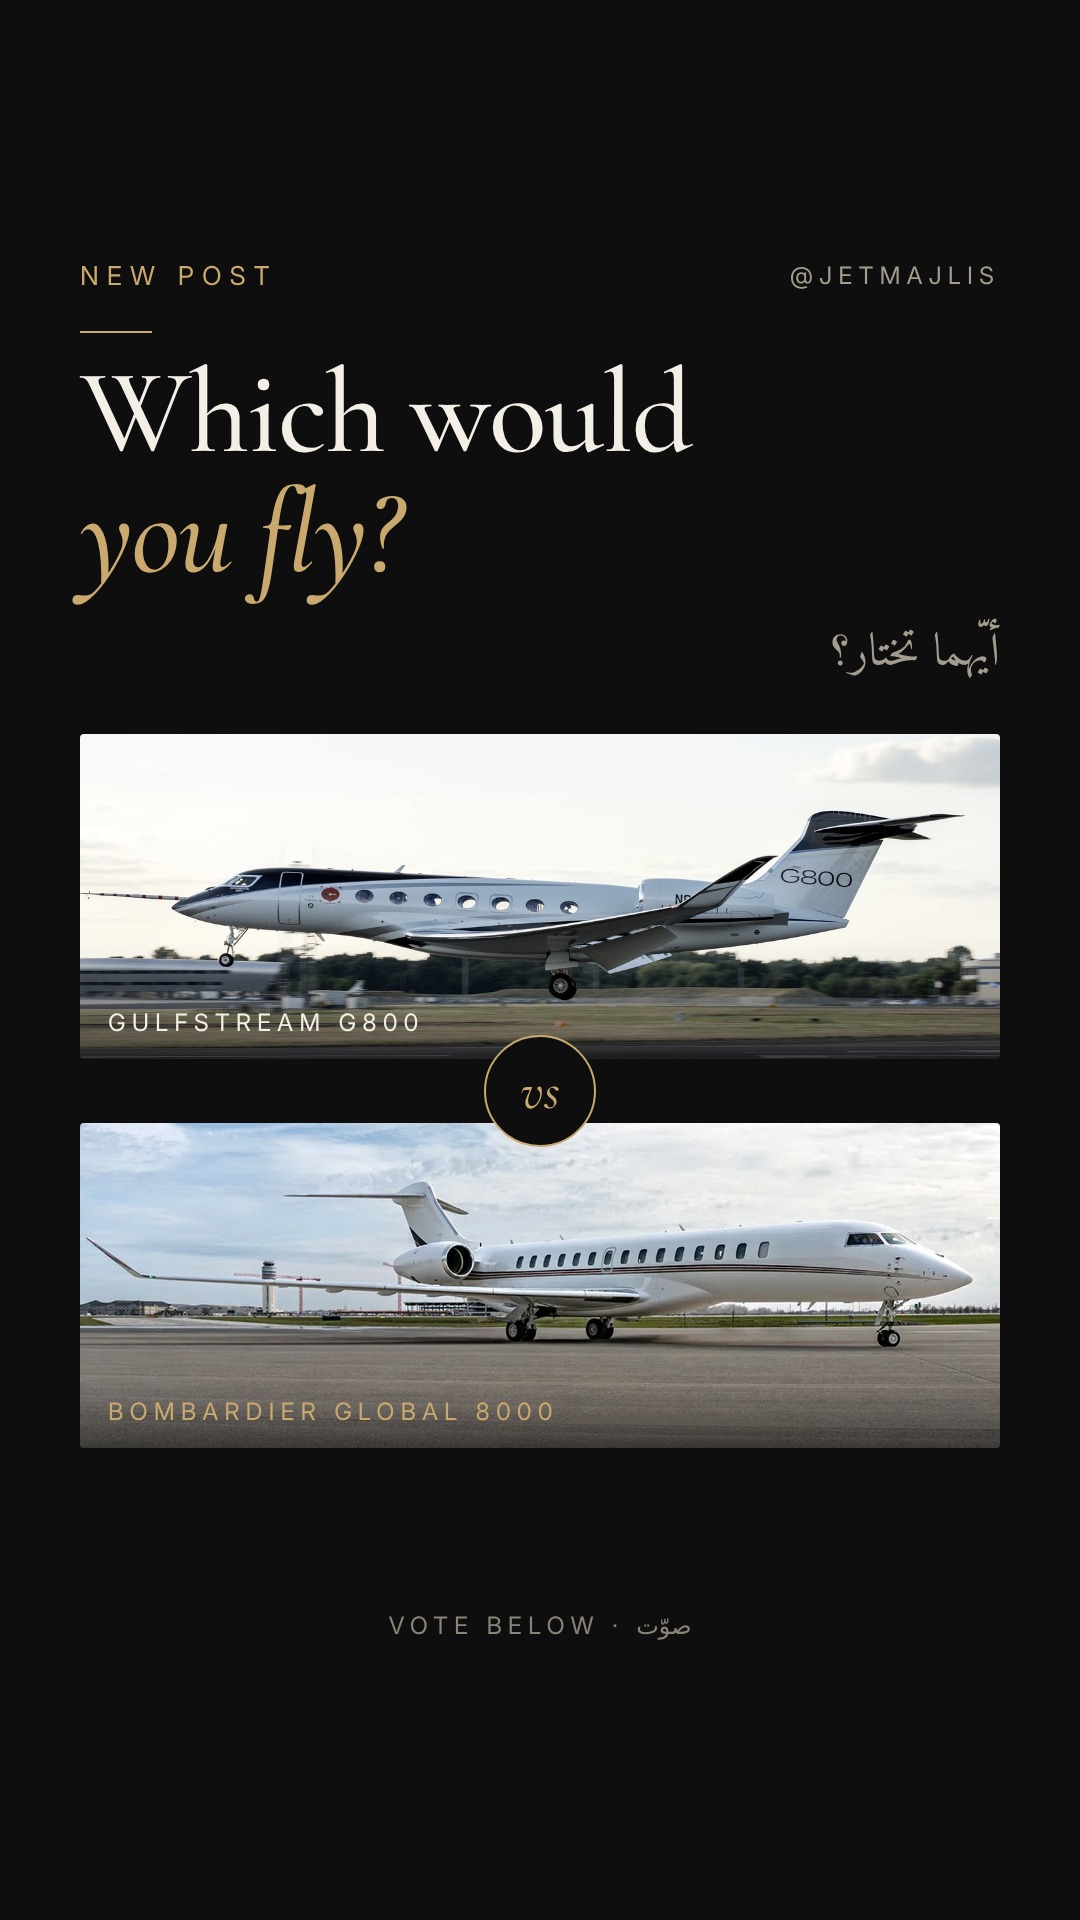 NEW POST
@JETMAJLIS
Which would
you fly?
أيّهما تختار؟
G800
GULFSTREAM G800
vs
BOMBARDIER GLOBAL 8000
VOTE BELOW · صوّت